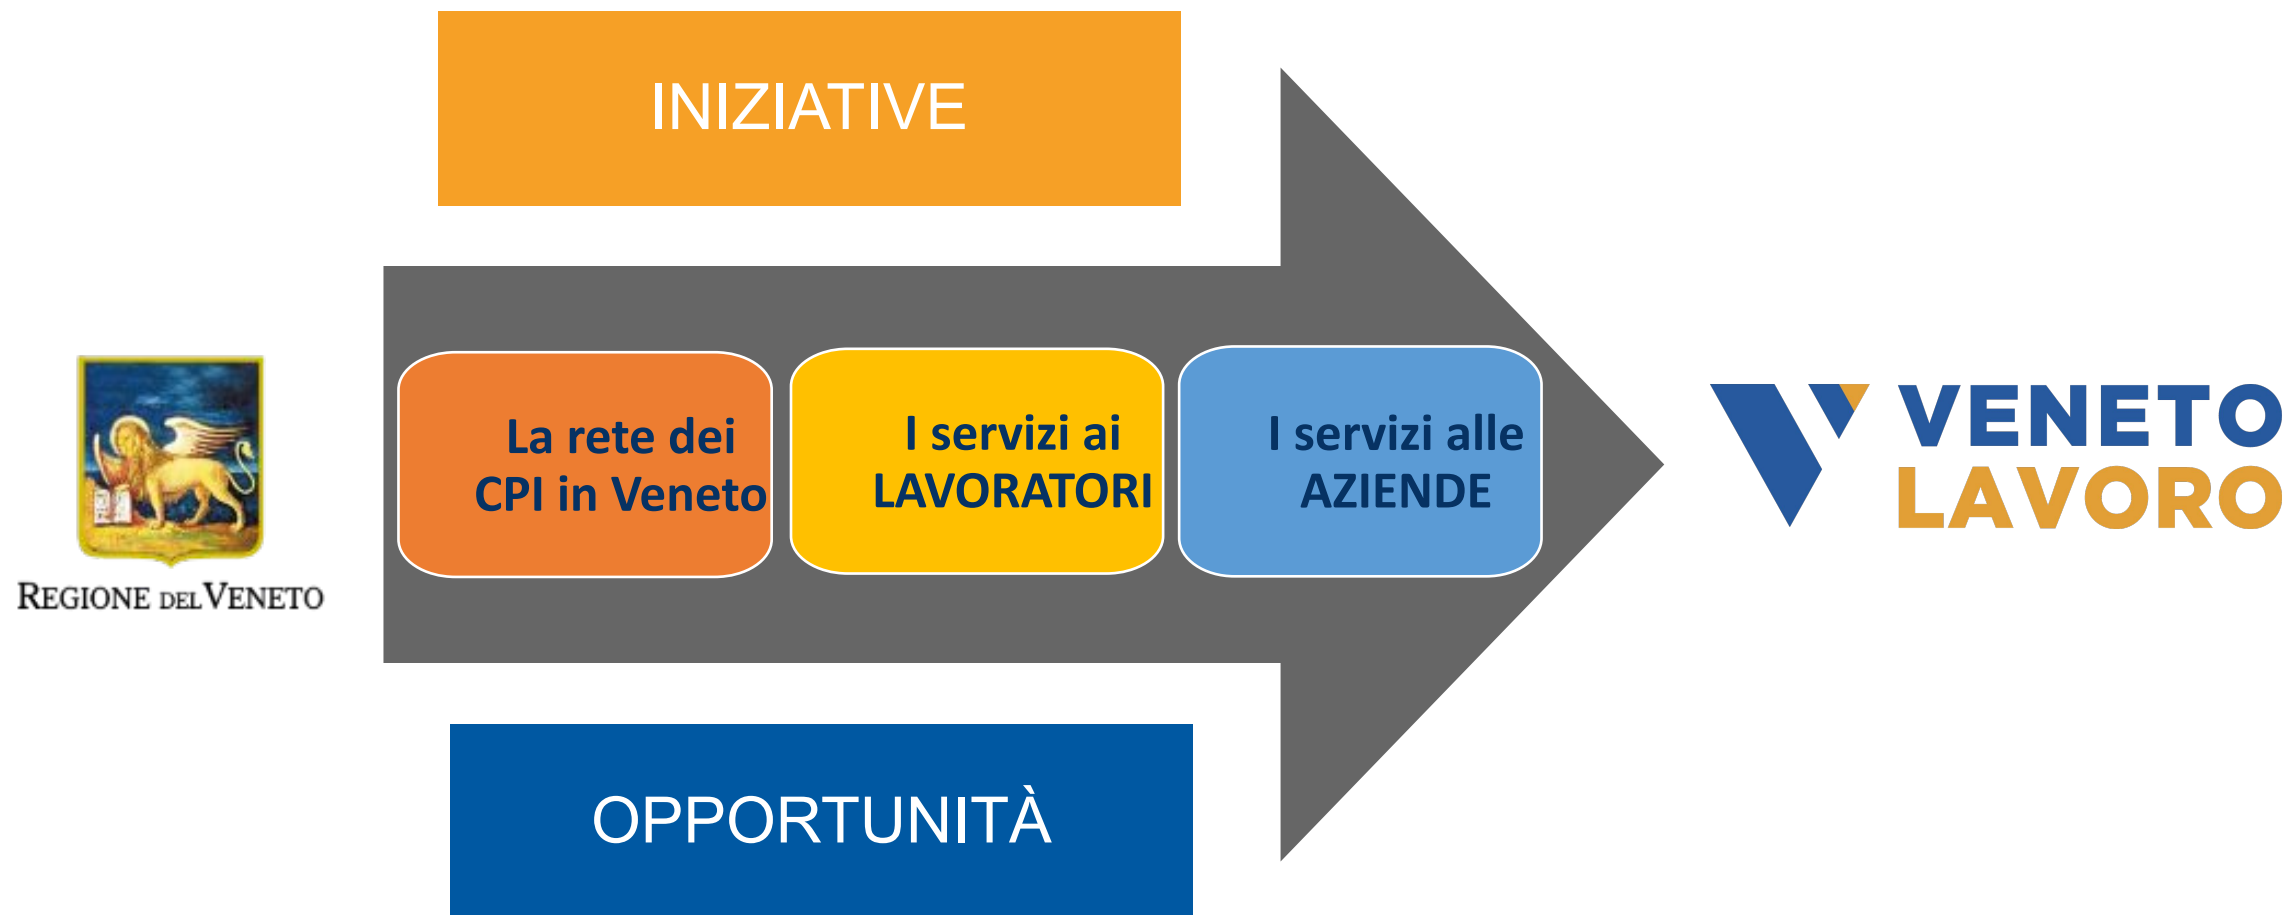 INIZIATIVE
REGIONE DEL VENETO
La rete dei
CPI in Veneto
I servizi ai
LAVORATORI
I servizi alle
AZIENDE
VENETO
LAVORO
OPPORTUNITÀ